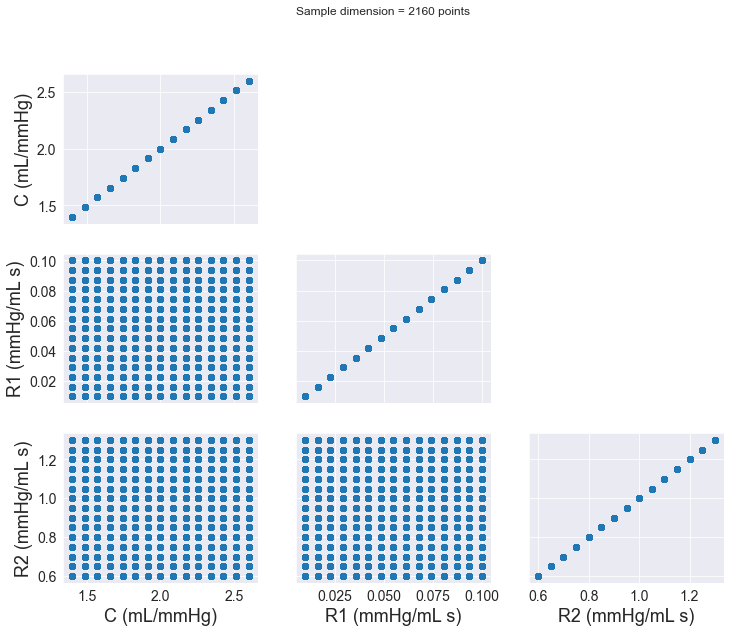 Sample dimension = 2160 points
C (mL/mmHg)
2.5
2.0
1.5
R1 (mmHg/mL s)
0.10
0.08
0.06
0.04
0.02
R2 (mmHg/mL s)
1.2
1.0
0.8
0.6
1.5 2.0 2.5
0.025 0.050 0.075 0.100
0.6 0.8 1.0 1.2
C (mL/mmHg)
R1 (mmHg/mL s)
R2 (mmHg/mL s)